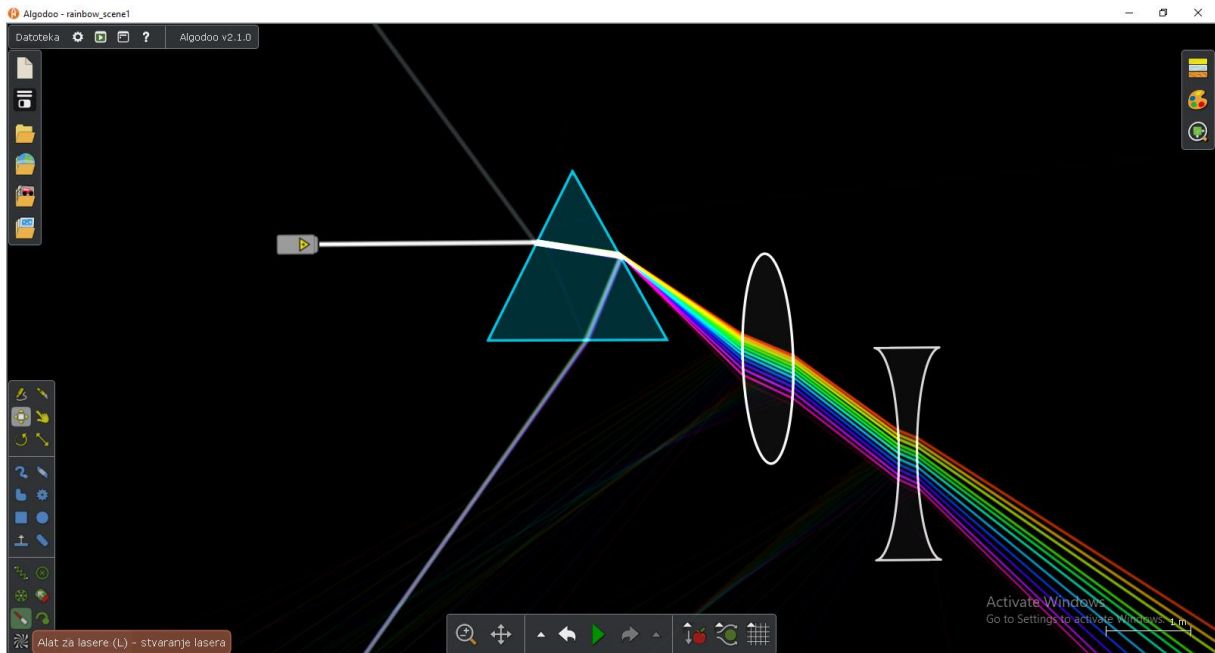 Algodoo - rainbow_scene1
Datoteka ? Algodoo v2.1.0
Activate Windows
Go to Settings to activate Windows.
1 m
Alat za lasere (L) - stvaranje lasera